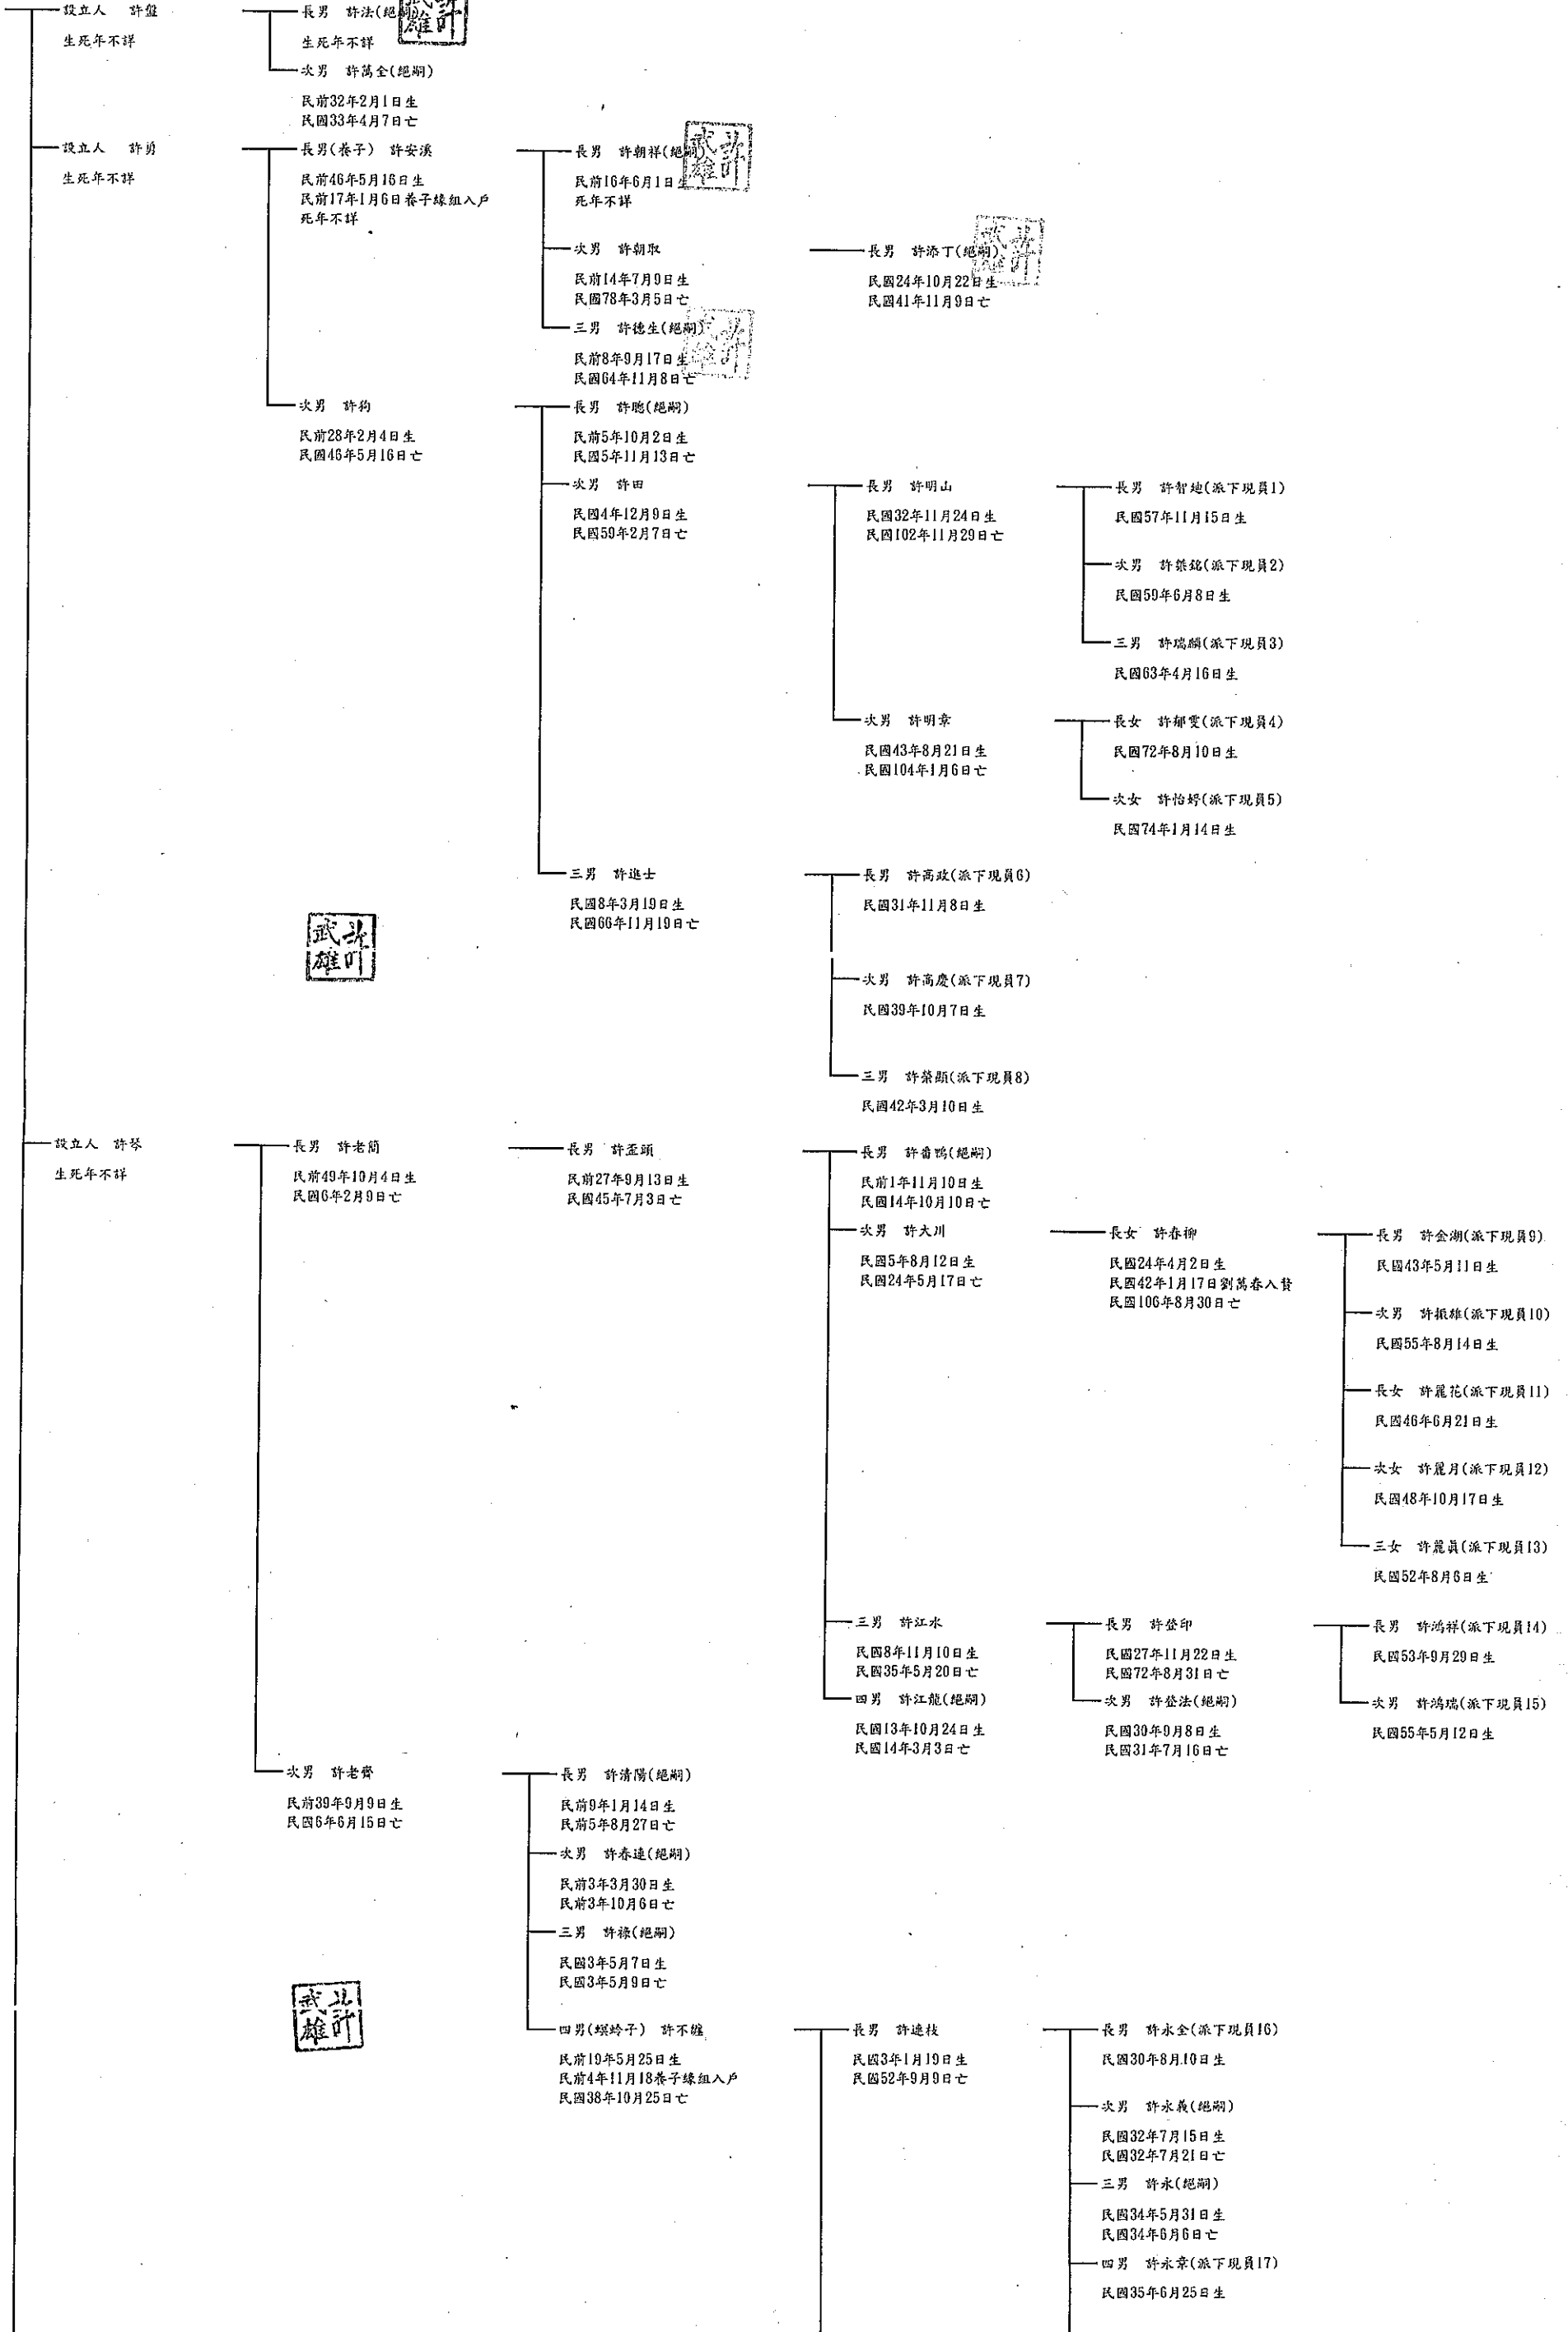 設立人　許盤
生死年不詳
長男　許法(絕嗣)
生死年不詳
次男　許萬全(絕嗣)
民前32年2月1日生
民國33年4月7日亡
設立人　許勇
生死年不詳
長男(養子)　許安溪
民前46年5月16日生
民前17年1月6日養子緣組入戶
死年不詳
長男　許朝祥(絕嗣)
民前16年6月1日生
死年不詳
次男　許朝取
民前14年7月9日生
民國78年3月5日亡
長男　許添丁(絕嗣)
民國24年10月22日生
民國41年11月9日亡
三男　許德生(絕嗣)
民前8年9月17日生
民國64年11月8日亡
次男　許狗
民前28年2月4日生
民國46年5月16日亡
長男　許聰(絕嗣)
民前5年10月2日生
民國5年11月13日亡
次男　許田
民國4年12月9日生
民國59年2月7日亡
長男　許明山
民國32年11月24日生
民國102年11月29日亡
長男　許智迪(派下現員1)
民國57年11月15日生
次男　許榮銘(派下現員2)
民國59年6月8日生
三男　許瑞麟(派下現員3)
民國63年4月16日生
次男　許明章
民國43年8月21日生
民國104年1月6日亡
長女　許郁雯(派下現員4)
民國72年8月10日生
次女　許怡婷(派下現員5)
民國74年1月14日生
三男　許進士
民國8年3月19日生
民國66年11月19日亡
長男　許高政(派下現員6)
民國31年11月8日生
次男　許高慶(派下現員7)
民國39年10月7日生
三男　許榮顯(派下現員8)
民國42年3月10日生
設立人　許琴
生死年不詳
長男　許老簡
民前49年10月4日生
民國6年2月9日亡
長男　許盃頭
民前27年9月13日生
民國45年7月3日亡
長男　許番鴨(絕嗣)
民前1年11月10日生
民國14年10月10日亡
次男　許大川
民國5年8月12日生
民國24年5月17日亡
長女　許春柳
民國24年4月2日生
民國42年1月17日劉萬春入贅
民國106年8月30日亡
長男　許金湖(派下現員9)
民國43年5月11日生
次男　許振雄(派下現員10)
民國55年8月14日生
長女　許麗花(派下現員11)
民國46年6月21日生
次女　許麗月(派下現員12)
民國48年10月17日生
三女　許麗眞(派下現員13)
民國52年8月6日生
三男　許江水
民國8年11月10日生
民國35年5月20日亡
長男　許登印
民國27年11月22日生
民國72年8月31日亡
長男　許鴻祥(派下現員14)
民國53年9月29日生
次男　許鴻瑞(派下現員15)
民國55年5月12日生
四男　許江龍(絕嗣)
民國13年10月24日生
民國14年3月3日亡
次男　許登法(絕嗣)
民國30年9月8日生
民國31年7月16日亡
次男　許老齊
民前39年9月9日生
民國6年6月15日亡
長男　許清陽(絕嗣)
民前9年1月14日生
民前5年8月27日亡
次男　許春連(絕嗣)
民前3年3月30日生
民前3年10月6日亡
三男　許祿(絕嗣)
民國3年5月7日生
民國3年5月9日亡
四男(螟蛉子)　許不纏
民前19年5月25日生
民前4年11月18養子緣組入戶
民國38年10月25日亡
長男　許連枝
民國3年1月19日生
民國52年9月9日亡
長男　許永全(派下現員16)
民國30年8月10日生
次男　許永義(絕嗣)
民國32年7月15日生
民國32年7月21日亡
三男　許永(絕嗣)
民國34年5月31日生
民國34年6月6日亡
四男　許永章(派下現員17)
民國35年6月25日生
許武雄
許武雄
許武雄
許武雄
許武雄
許武雄